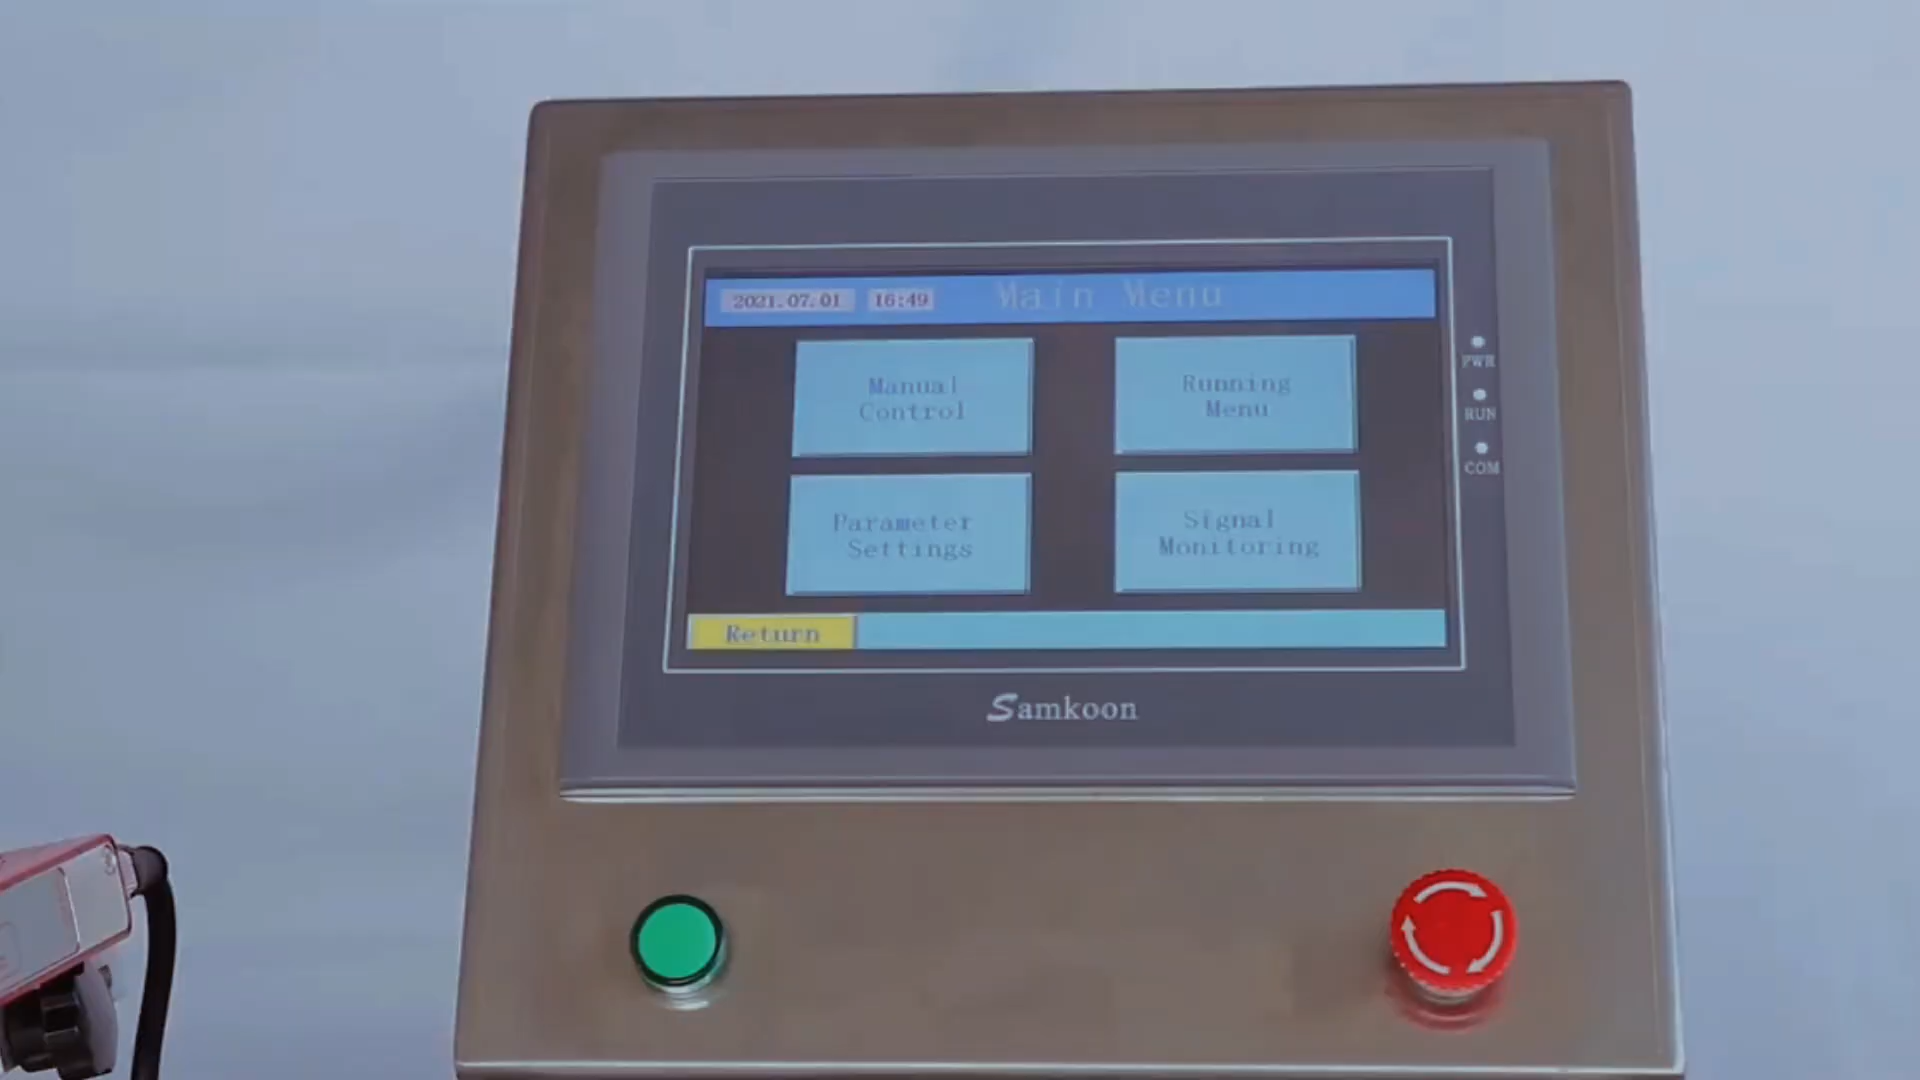 2021.07.01 16:49 Main Menu
Manual
Control
Running
Menu
Parameter
Settings
Signal
Monitoring
Return
PWR
RUN
COM
Samkoon